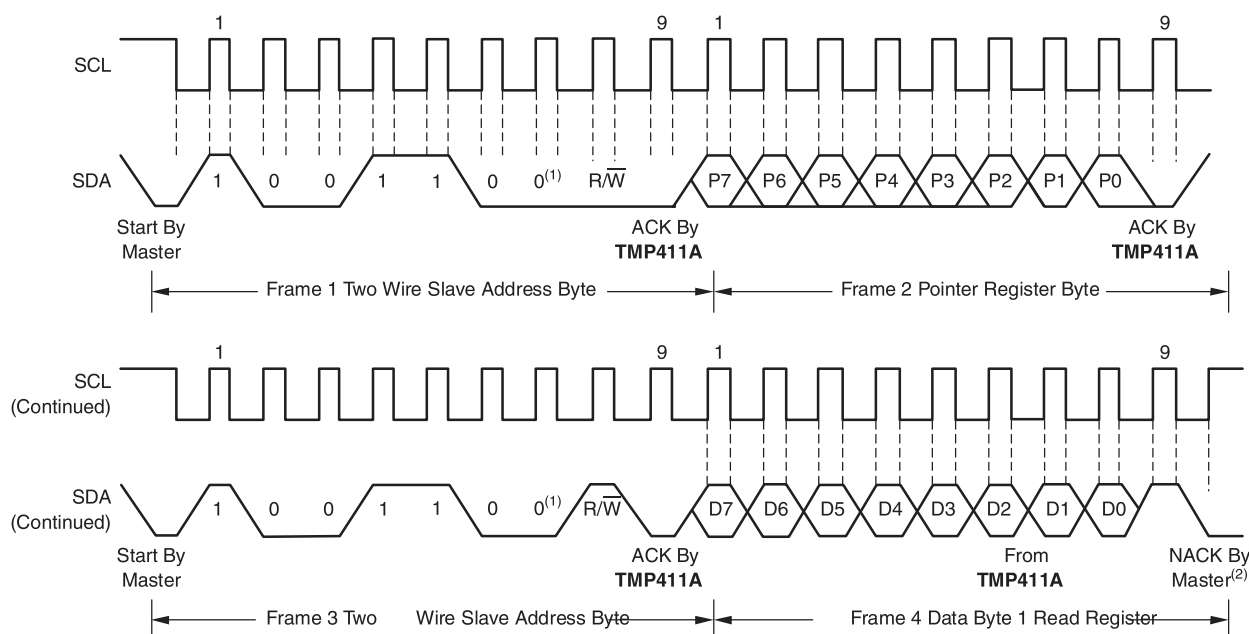 1 9 1 9
SCL
SDA 1 0 0 1 1 0 0(1) R/W P7 P6 P5 P4 P3 P2 P1 P0
Start By Master
ACK By TMP411A
ACK By TMP411A
Frame 1 Two Wire Slave Address Byte
Frame 2 Pointer Register Byte
1 9 1 9
SCL (Continued)
SDA (Continued) 1 0 0 1 1 0 0(1) R/W D7 D6 D5 D4 D3 D2 D1 D0
Start By Master
ACK By TMP411A
From TMP411A
NACK By Master(2)
Frame 3 Two Wire Slave Address Byte
Frame 4 Data Byte 1 Read Register